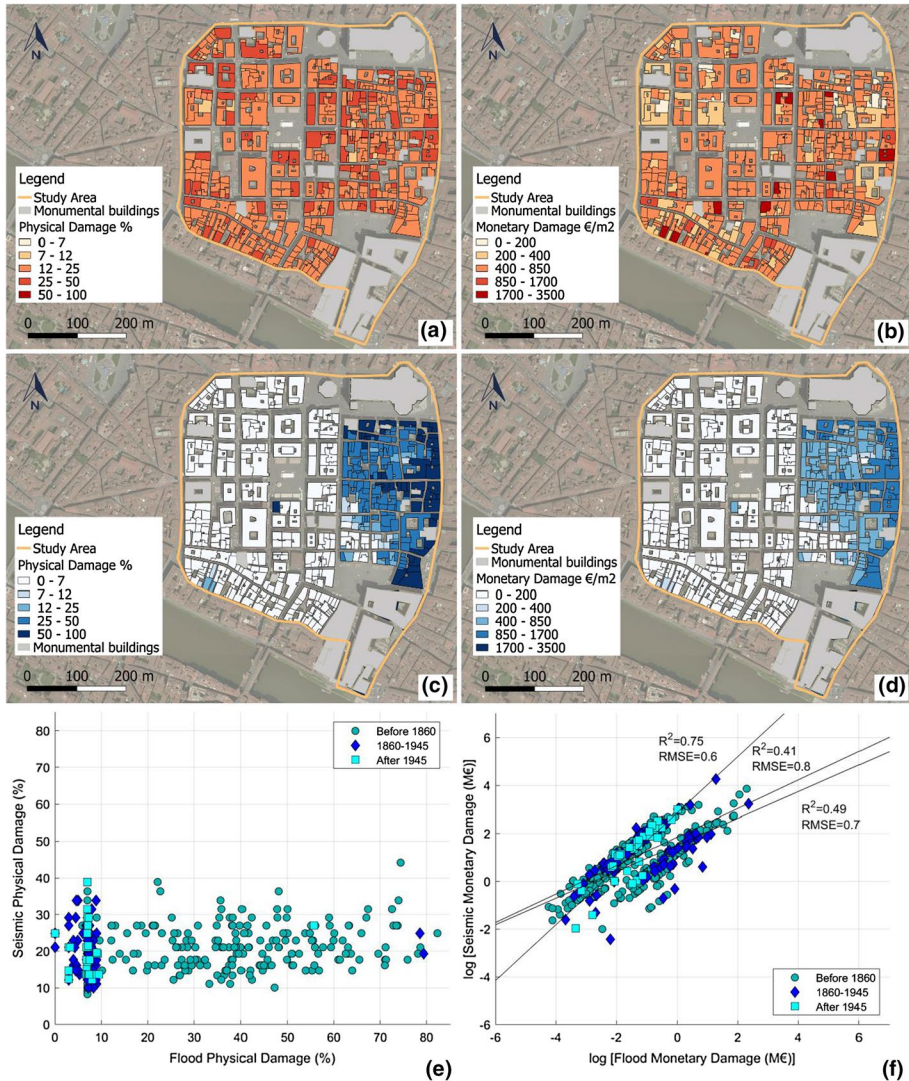 N
Legend
Study Area
Monumental buildings
Physical Damage %
0 - 7
7 - 12
12 - 25
25 - 50
50 - 100
0 100 200 m
(a)
N
Legend
Study Area
Monumental buildings
Monetary Damage €/m2
0 - 200
200 - 400
400 - 850
850 - 1700
1700 - 3500
0 100 200 m
(b)
N
Legend
Study Area
Physical Damage %
0 - 7
7 - 12
12 - 25
25 - 50
50 - 100
Monumental buildings
0 100 200 m
(c)
N
Legend
Study Area
Monumental buildings
Monetary Damage €/m2
0 - 200
200 - 400
400 - 850
850 - 1700
1700 - 3500
0 100 200 m
(d)
Seismic Physical Damage (%)
80
70
60
50
40
30
20
10
0
Before 1860
1860-1945
After 1945
0 10 20 30 40 50 60 70 80
Flood Physical Damage (%)
(e)
log [Seismic Monetary Damage (M€)]
6
4
2
0
-2
-4
-6
R²=0.75
RMSE=0.6
R²=0.41
RMSE=0.8
R²=0.49
RMSE=0.7
Before 1860
1860-1945
After 1945
-6 -4 -2 0 2 4 6
log [Flood Monetary Damage (M€)]
(f)